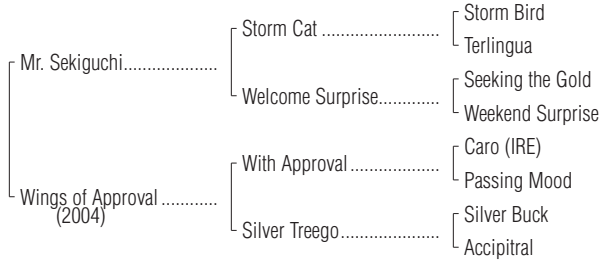 Storm Bird
Storm Cat ..........................
Terlingua
Mr. Sekiguchi.....................
Seeking the Gold
Welcome Surprise.............
Weekend Surprise
Caro (IRE)
With Approval ...................
Passing Mood
Wings of Approval ............
(2004)
Silver Buck
Silver Treego.....................
Accipitral